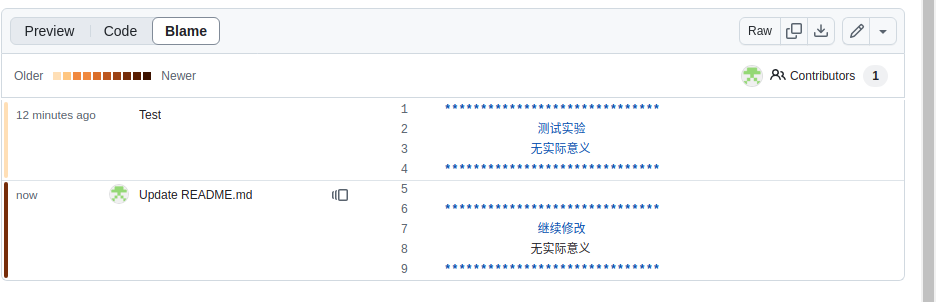 Preview Code Blame Raw
Older Newer Contributors 1
12 minutes ago Test 1 ******************************
2 测试实验
3 无实际意义
4 ******************************
now Update README.md 5
6 ******************************
7 继续修改
8 无实际意义
9 ******************************